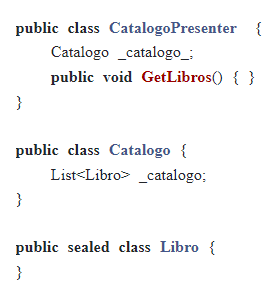 public class CatalogoPresenter {
Catalogo _catalogo_;
public void GetLibros() { }
}
public class Catalogo {
List<Libro> _catalogo;
}
public sealed class Libro {
}